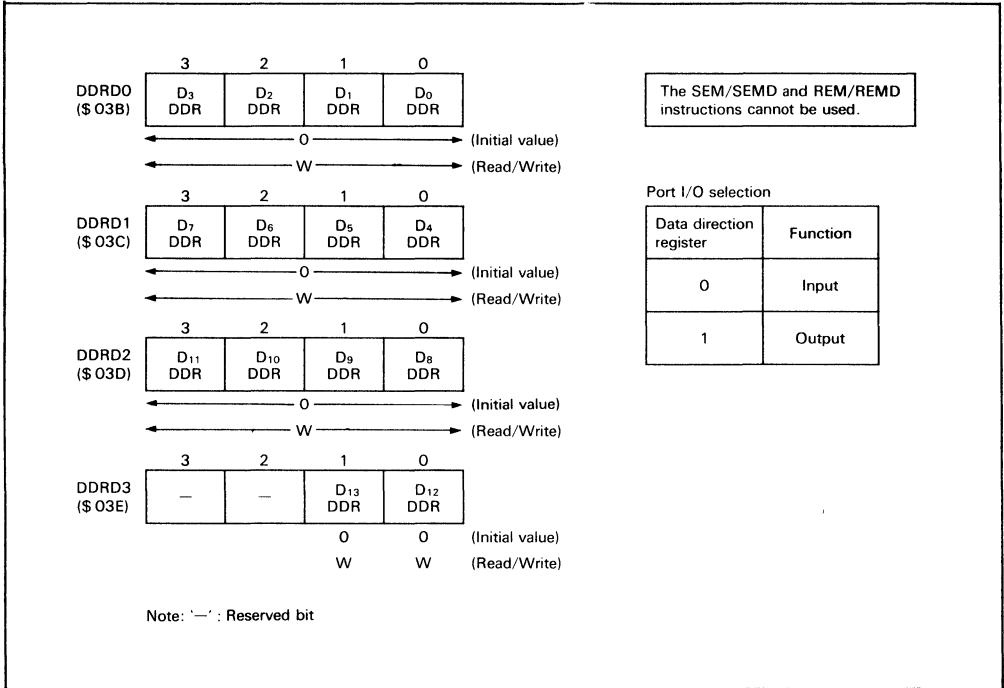 3 2 1 0
DDRD0 ($ 03B) D₃ DDR D₂ DDR D₁ DDR D₀ DDR
0 (Initial value)
W (Read/Write)
3 2 1 0
DDRD1 ($ 03C) D₇ DDR D₆ DDR D₅ DDR D₄ DDR
0 (Initial value)
W (Read/Write)
3 2 1 0
DDRD2 ($ 03D) D₁₁ DDR D₁₀ DDR D₉ DDR D₈ DDR
0 (Initial value)
W (Read/Write)
3 2 1 0
DDRD3 ($ 03E) — — D₁₃ DDR D₁₂ DDR
0 0 (Initial value)
W W (Read/Write)
Note: '—' : Reserved bit
The SEM/SEMD and REM/REMD
instructions cannot be used.
Port I/O selection
Data direction register Function
0 Input
1 Output